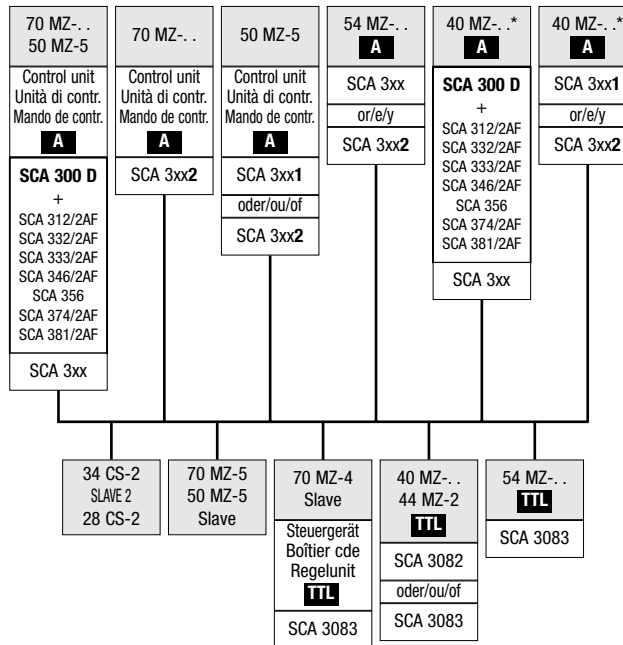 70 MZ-. .
50 MZ-5
Control unit
Unità di contr.
Mando de contr.
A
SCA 300 D
+
SCA 312/2AF
SCA 332/2AF
SCA 333/2AF
SCA 346/2AF
SCA 356
SCA 374/2AF
SCA 381/2AF
SCA 3xx
70 MZ-. .
Control unit
Unità di contr.
Mando de contr.
A
SCA 3xx2
50 MZ-5
Control unit
Unità di contr.
Mando de contr.
A
SCA 3xx1
oder/ou/of
SCA 3xx2
54 MZ-. .
A
SCA 3xx
or/e/y
SCA 3xx2
40 MZ-. .*
A
SCA 300 D
+
SCA 312/2AF
SCA 332/2AF
SCA 333/2AF
SCA 346/2AF
SCA 356
SCA 374/2AF
SCA 381/2AF
SCA 3xx
40 MZ-. .*
A
SCA 3xx1
or/e/y
SCA 3xx2
34 CS-2
SLAVE 2
28 CS-2
70 MZ-5
50 MZ-5
Slave
70 MZ-4
Slave
Steuergerät
Boîtier cde
Regelunit
TTL
SCA 3083
40 MZ-. .
44 MZ-2
TTL
SCA 3082
oder/ou/of
SCA 3083
54 MZ-. .
TTL
SCA 3083